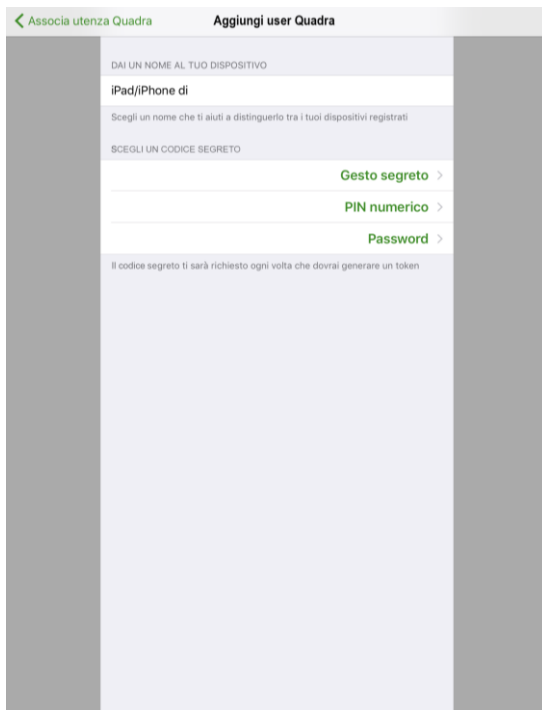 Associa utenza Quadra
Aggiungi user Quadra
DAI UN NOME AL TUO DISPOSITIVO
iPad/iPhone di
Scegli un nome che ti aiuti a distinguerlo tra i tuoi dispositivi registrati
SCEGLI UN CODICE SEGRETO
Gesto segreto
PIN numerico
Password
Il codice segreto ti sarà richiesto ogni volta che dovrai generare un token